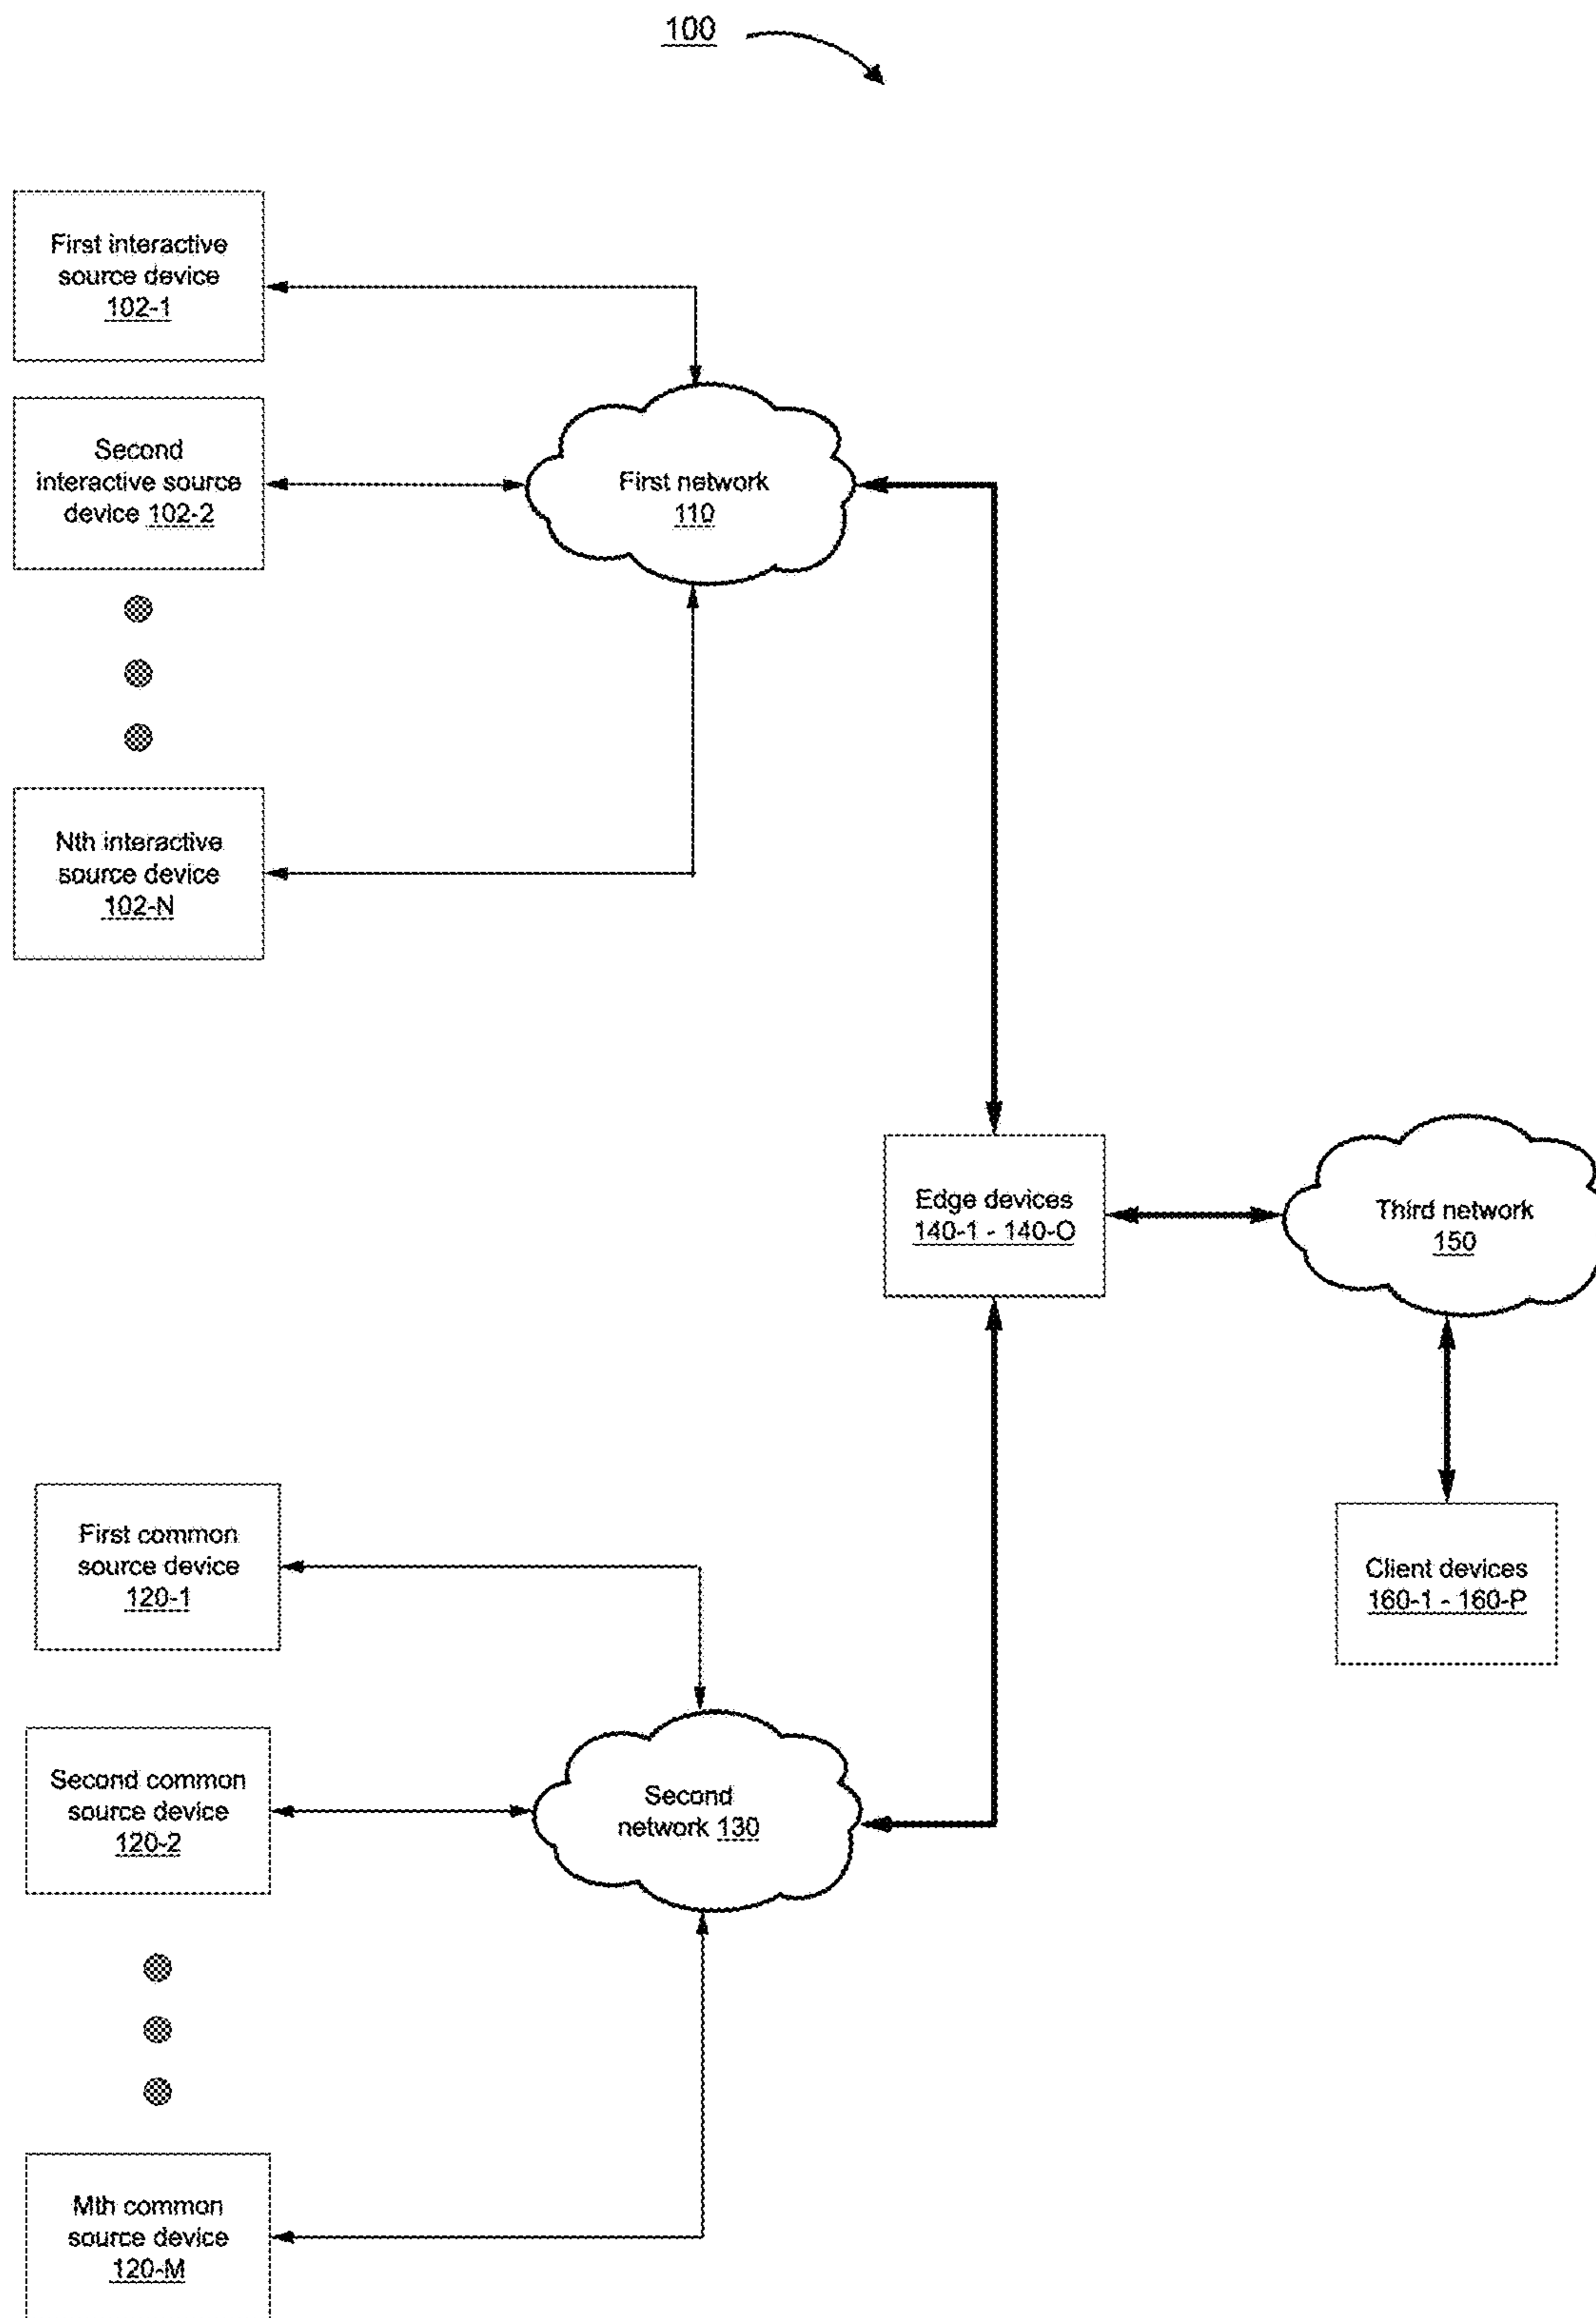 100
First interactive
source device
102-1
Second
interactive source
device 102-2
First network
110
Nth interactive
source device
102-N
Edge devices
140-1 - 140-O
Third network
150
First common
source device
120-1
Client devices
160-1 - 160-P
Second common
source device
120-2
Second
network 130
Mth common
source device
120-M